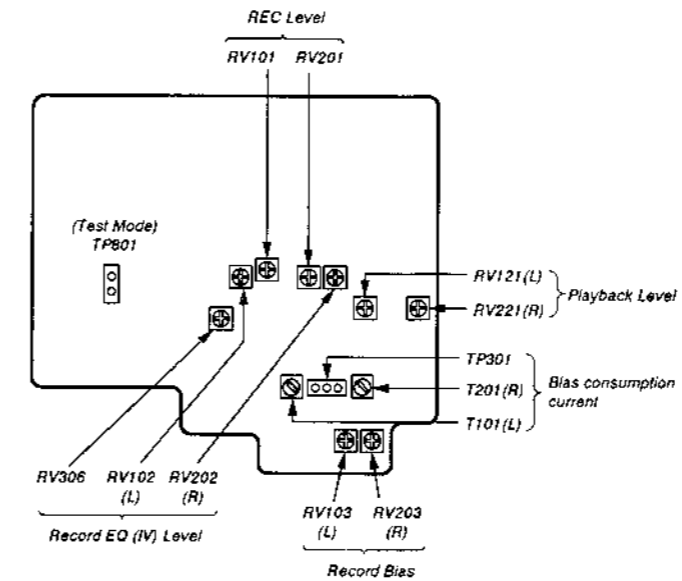 REC Level
RV101 RV201
(Test Mode)
TP801
RV121(L)
RV221(R)
Playback Level
TP301
T201(R)
T101(L)
Bias consumption
current
RV306 RV102 RV202
(L) (R)
Record EQ (IV) Level
RV103 RV203
(L) (R)
Record Bias